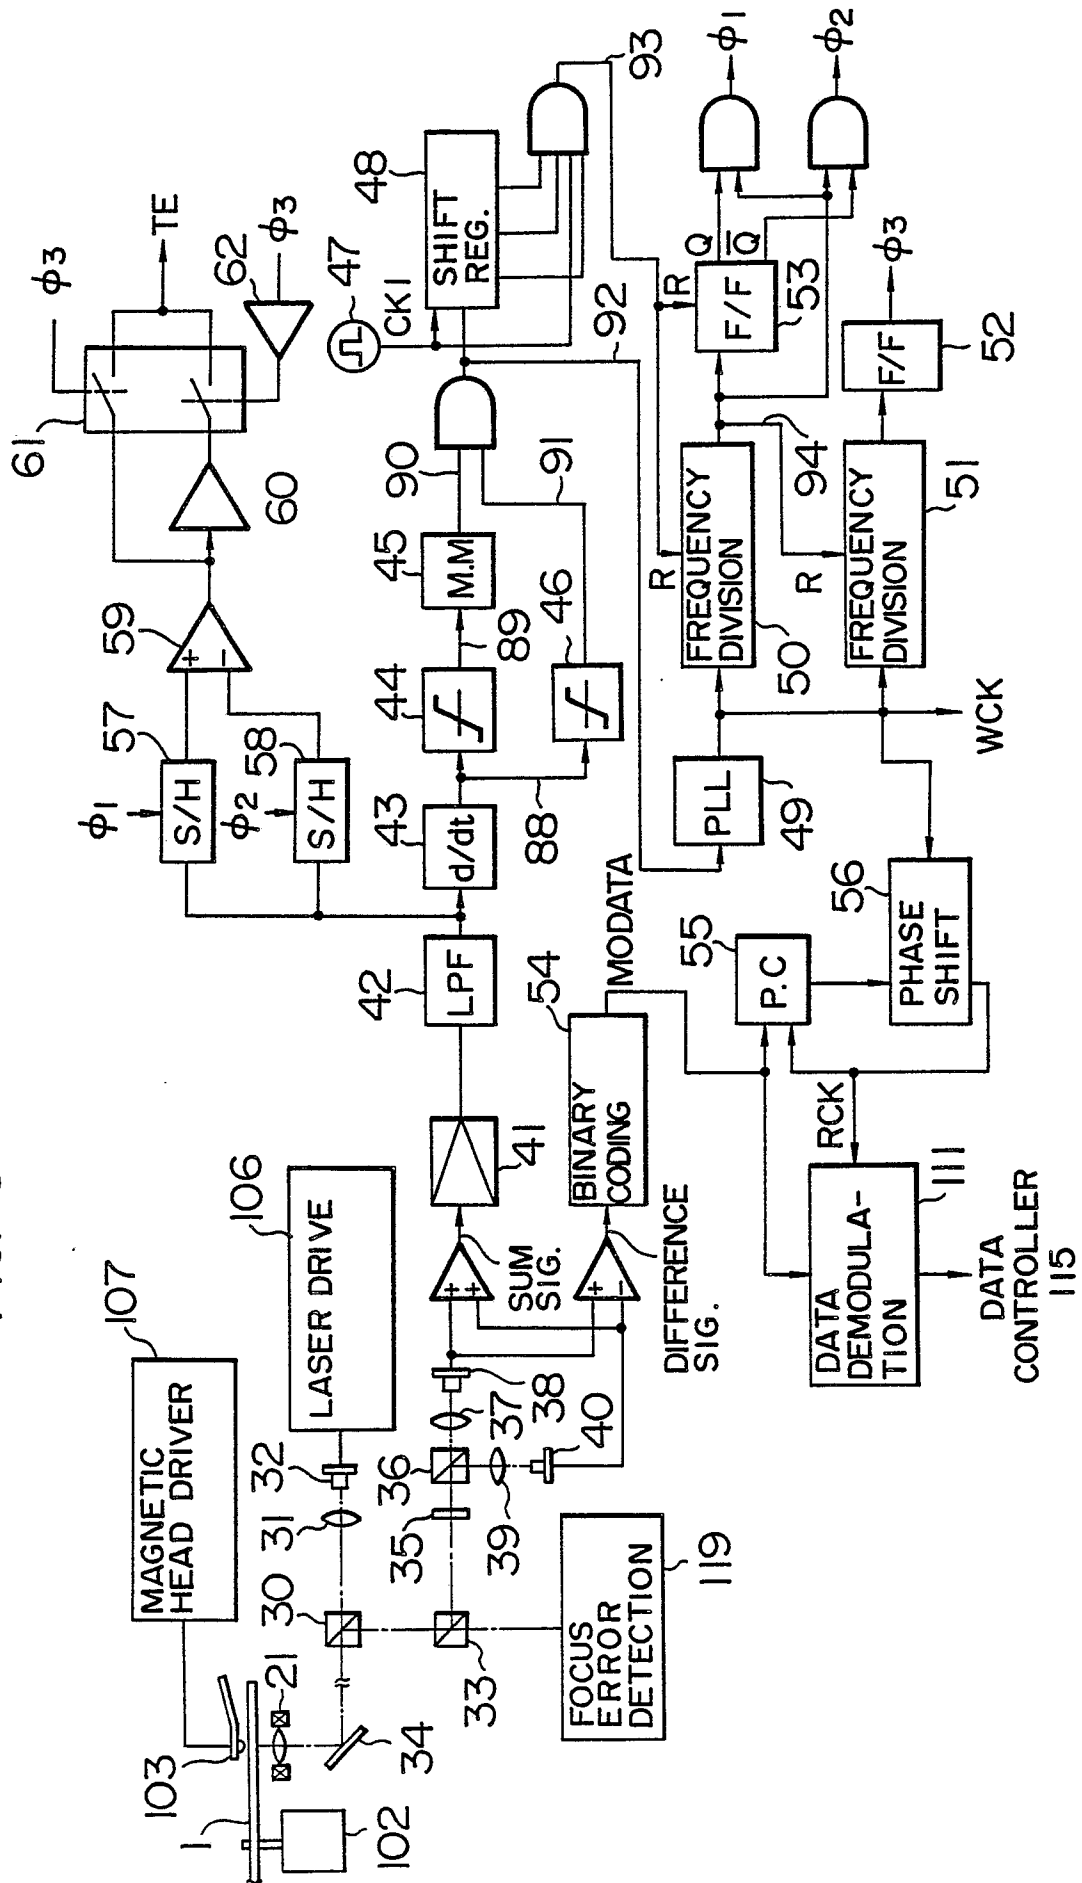 107
MAGNETIC
HEAD DRIVER
103
1
102
21
34
106
LASER DRIVE
32
31
30
33
35
36
37
38
39
40
FOCUS
ERROR
DETECTION
119
+
+
SUM
SIG.
+
−
DIFFERENCE
SIG.
41
42
LPF
BINARY
CODING
54
MODATA
43
d/dt
88
44
89
45
M.M
90
46
91
47
CK1
48
SHIFT
REG.
92
93
ϕ1
S/H
57
ϕ2
S/H
58
59
+
−
60
61
ϕ3
TE
62
ϕ3
PLL
49
R
FREQUENCY
DIVISION
50
R
FREQUENCY
DIVISION
51
94
R
F/F
53
Q
Q̅
F/F
52
ϕ1
ϕ2
ϕ3
WCK
55
P.C
56
PHASE
SHIFT
RCK
DATA
DEMODULA-
TION
111
DATA
CONTROLLER
115